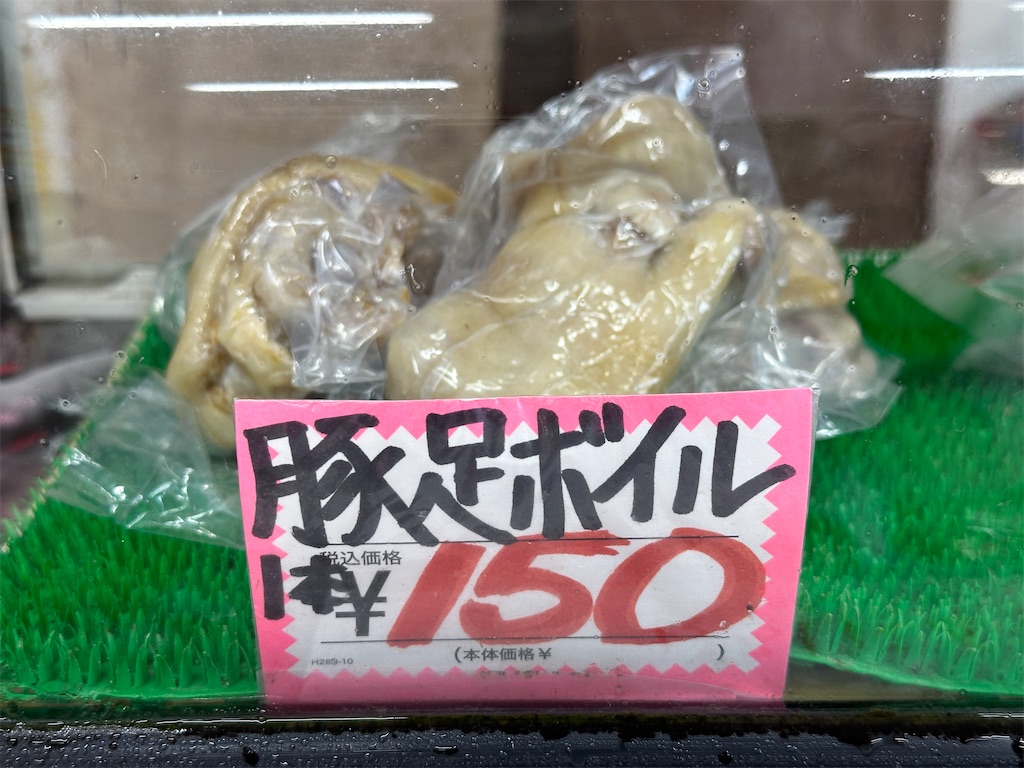 豚足ボイル
税込価格
1本¥150
(本体価格¥ )
H289-10